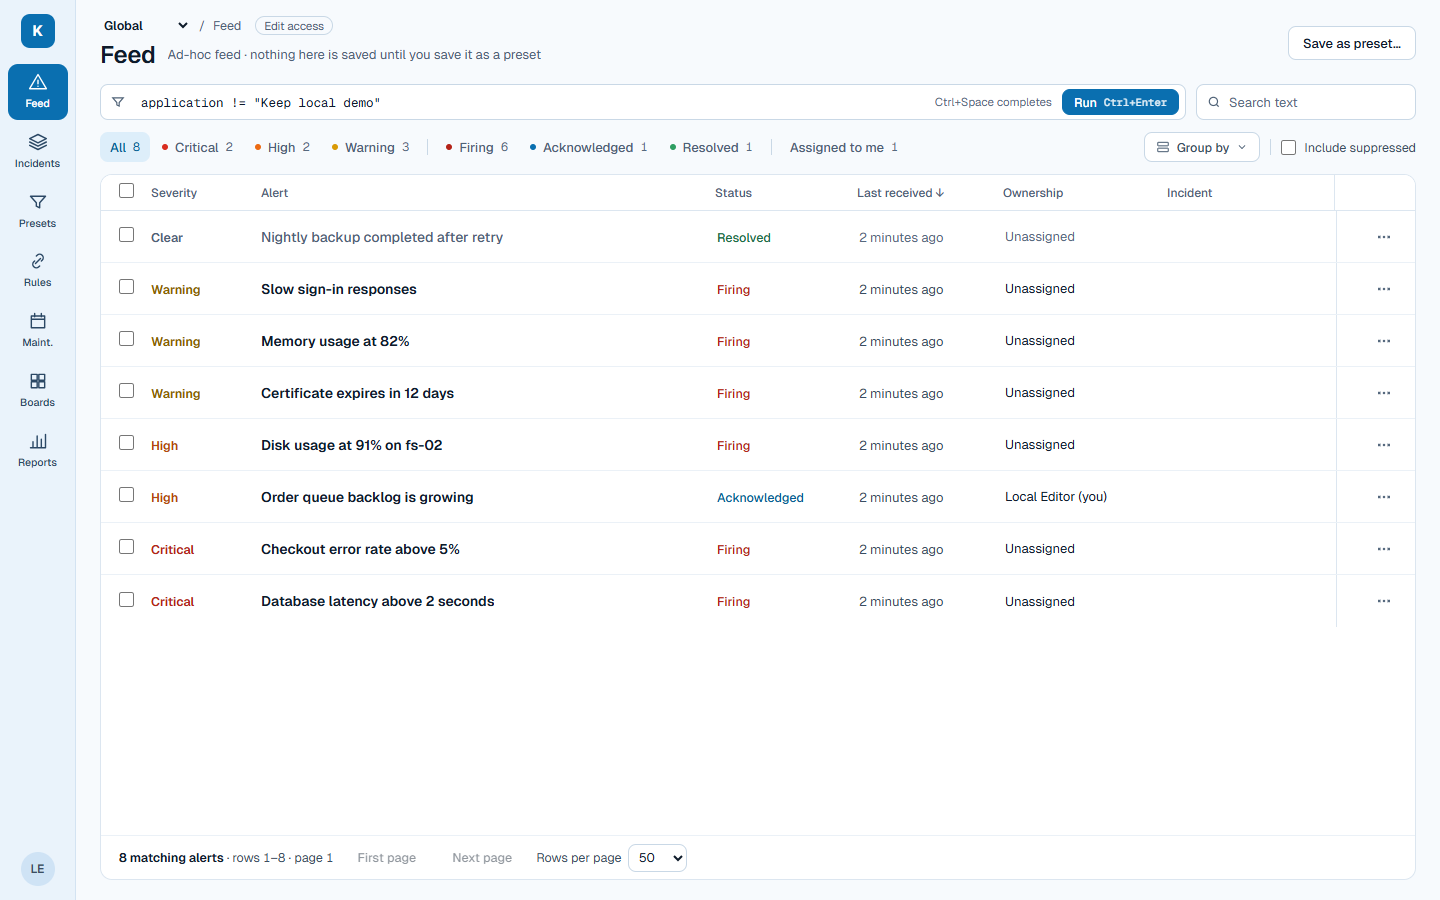 K
Feed
Incidents
Presets
Rules
Maint.
Boards
Reports
LE
Global / Feed Edit access
Feed Ad-hoc feed · nothing here is saved until you save it as a preset
Save as preset…
application != "Keep local demo" Ctrl+Space completes Run Ctrl+Enter
Search text
All 8 Critical 2 High 2 Warning 3 Firing 6 Acknowledged 1 Resolved 1 Assigned to me 1 Group by Include suppressed
Severity Alert Status Last received ↓ Ownership Incident
Clear Nightly backup completed after retry Resolved 2 minutes ago Unassigned
Warning Slow sign-in responses Firing 2 minutes ago Unassigned
Warning Memory usage at 82% Firing 2 minutes ago Unassigned
Warning Certificate expires in 12 days Firing 2 minutes ago Unassigned
High Disk usage at 91% on fs-02 Firing 2 minutes ago Unassigned
High Order queue backlog is growing Acknowledged 2 minutes ago Local Editor (you)
Critical Checkout error rate above 5% Firing 2 minutes ago Unassigned
Critical Database latency above 2 seconds Firing 2 minutes ago Unassigned
8 matching alerts · rows 1–8 · page 1 First page Next page Rows per page 50